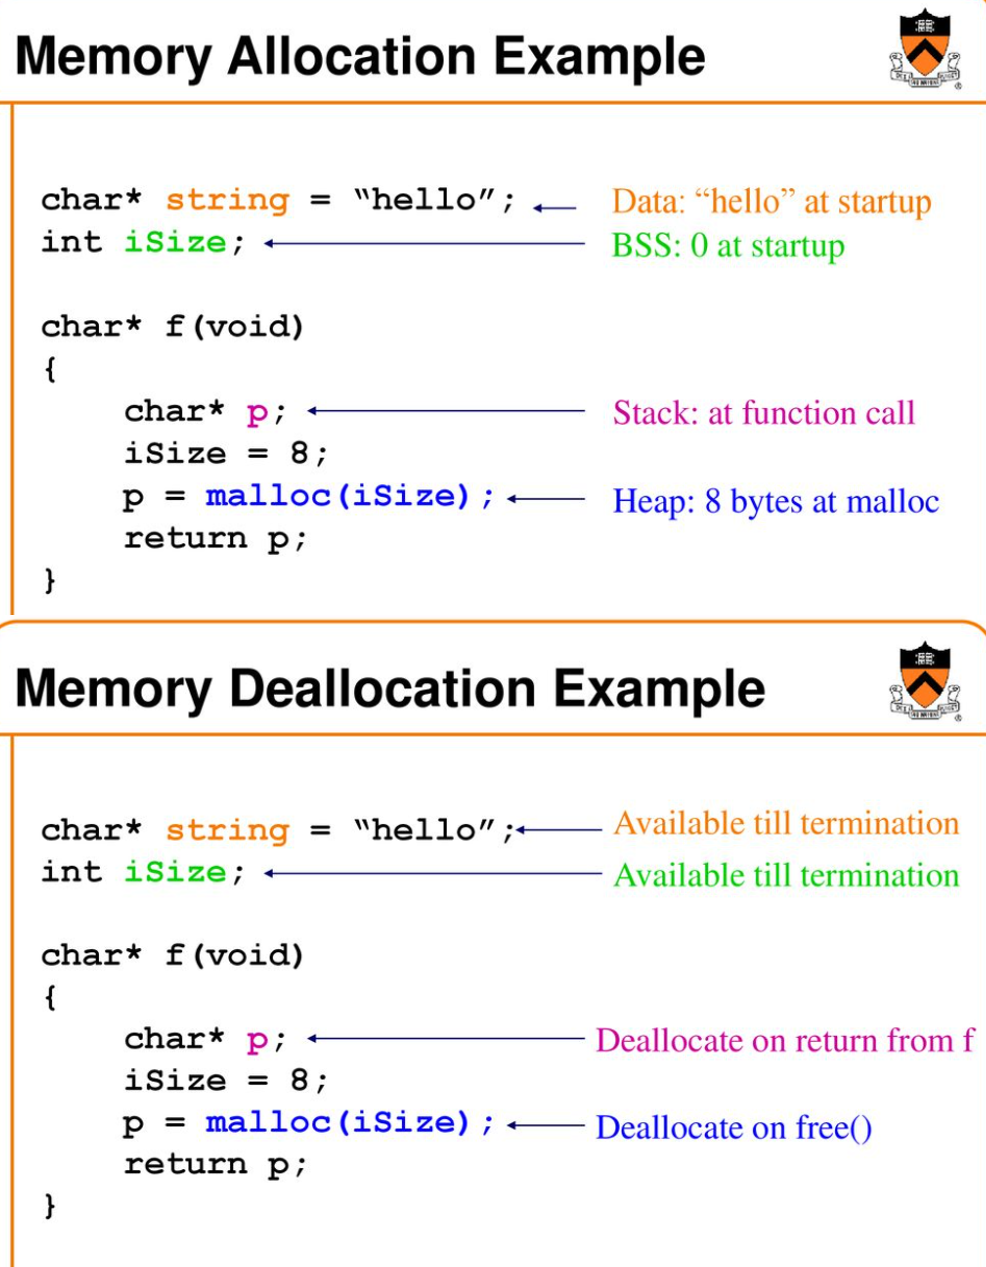 Memory Allocation Example
char* string = “hello”; Data: “hello” at startup
int iSize; BSS: 0 at startup
char* f(void)
{
char* p; Stack: at function call
iSize = 8;
p = malloc(iSize); Heap: 8 bytes at malloc
return p;
}
Memory Deallocation Example
char* string = “hello”; Available till termination
int iSize; Available till termination
char* f(void)
{
char* p; Deallocate on return from f
iSize = 8;
p = malloc(iSize); Deallocate on free()
return p;
}